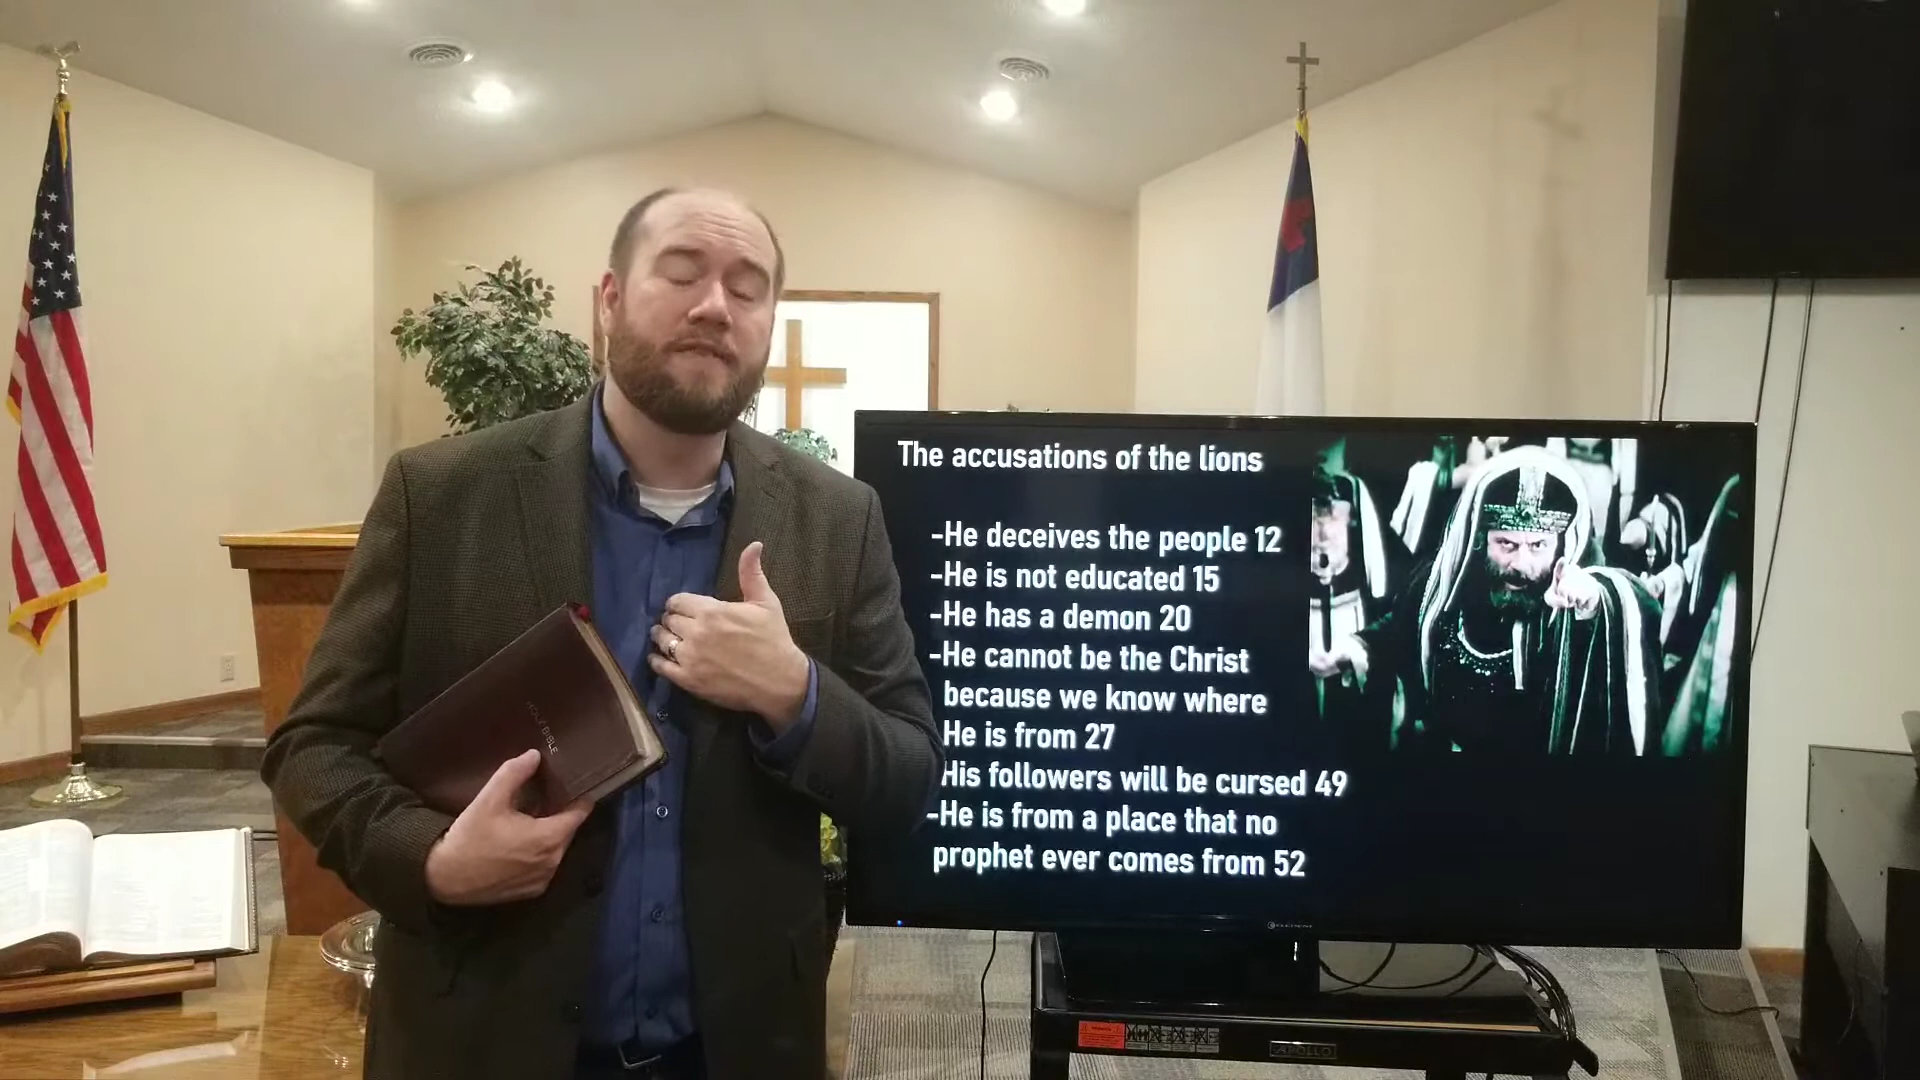 The accusations of the lions
-He deceives the people 12
-He is not educated 15
-He has a demon 20
-He cannot be the Christ
because we know where
He is from 27
His followers will be cursed 49
-He is from a place that no
prophet ever comes from 52
HOLY BIBLE
ELEMENT
APOLLO